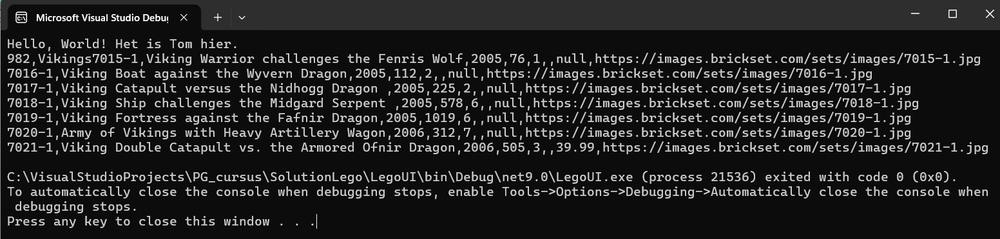 Microsoft Visual Studio Debu
Hello, World! Het is Tom hier.
982,Vikings7015-1,Viking Warrior challenges the Fenris Wolf,2005,76,1,,null,https://images.brickset.com/sets/images/7015-1.jpg
7016-1,Viking Boat against the Wyvern Dragon,2005,112,2,,null,https://images.brickset.com/sets/images/7016-1.jpg
7017-1,Viking Catapult versus the Nidhogg Dragon ,2005,225,2,,null,https://images.brickset.com/sets/images/7017-1.jpg
7018-1,Viking Ship challenges the Midgard Serpent ,2005,578,6,,null,https://images.brickset.com/sets/images/7018-1.jpg
7019-1,Viking Fortress against the Fafnir Dragon,2005,1019,6,,null,https://images.brickset.com/sets/images/7019-1.jpg
7020-1,Army of Vikings with Heavy Artillery Wagon,2006,312,7,,null,https://images.brickset.com/sets/images/7020-1.jpg
7021-1,Viking Double Catapult vs. the Armored Ofnir Dragon,2006,505,3,,39.99,https://images.brickset.com/sets/images/7021-1.jpg
C:\VisualStudioProjects\PG_cursus\SolutionLego\LegoUI\bin\Debug\net9.0\LegoUI.exe (process 21536) exited with code 0 (0x0).
To automatically close the console when debugging stops, enable Tools->Options->Debugging->Automatically close the console when
debugging stops.
Press any key to close this window . . .